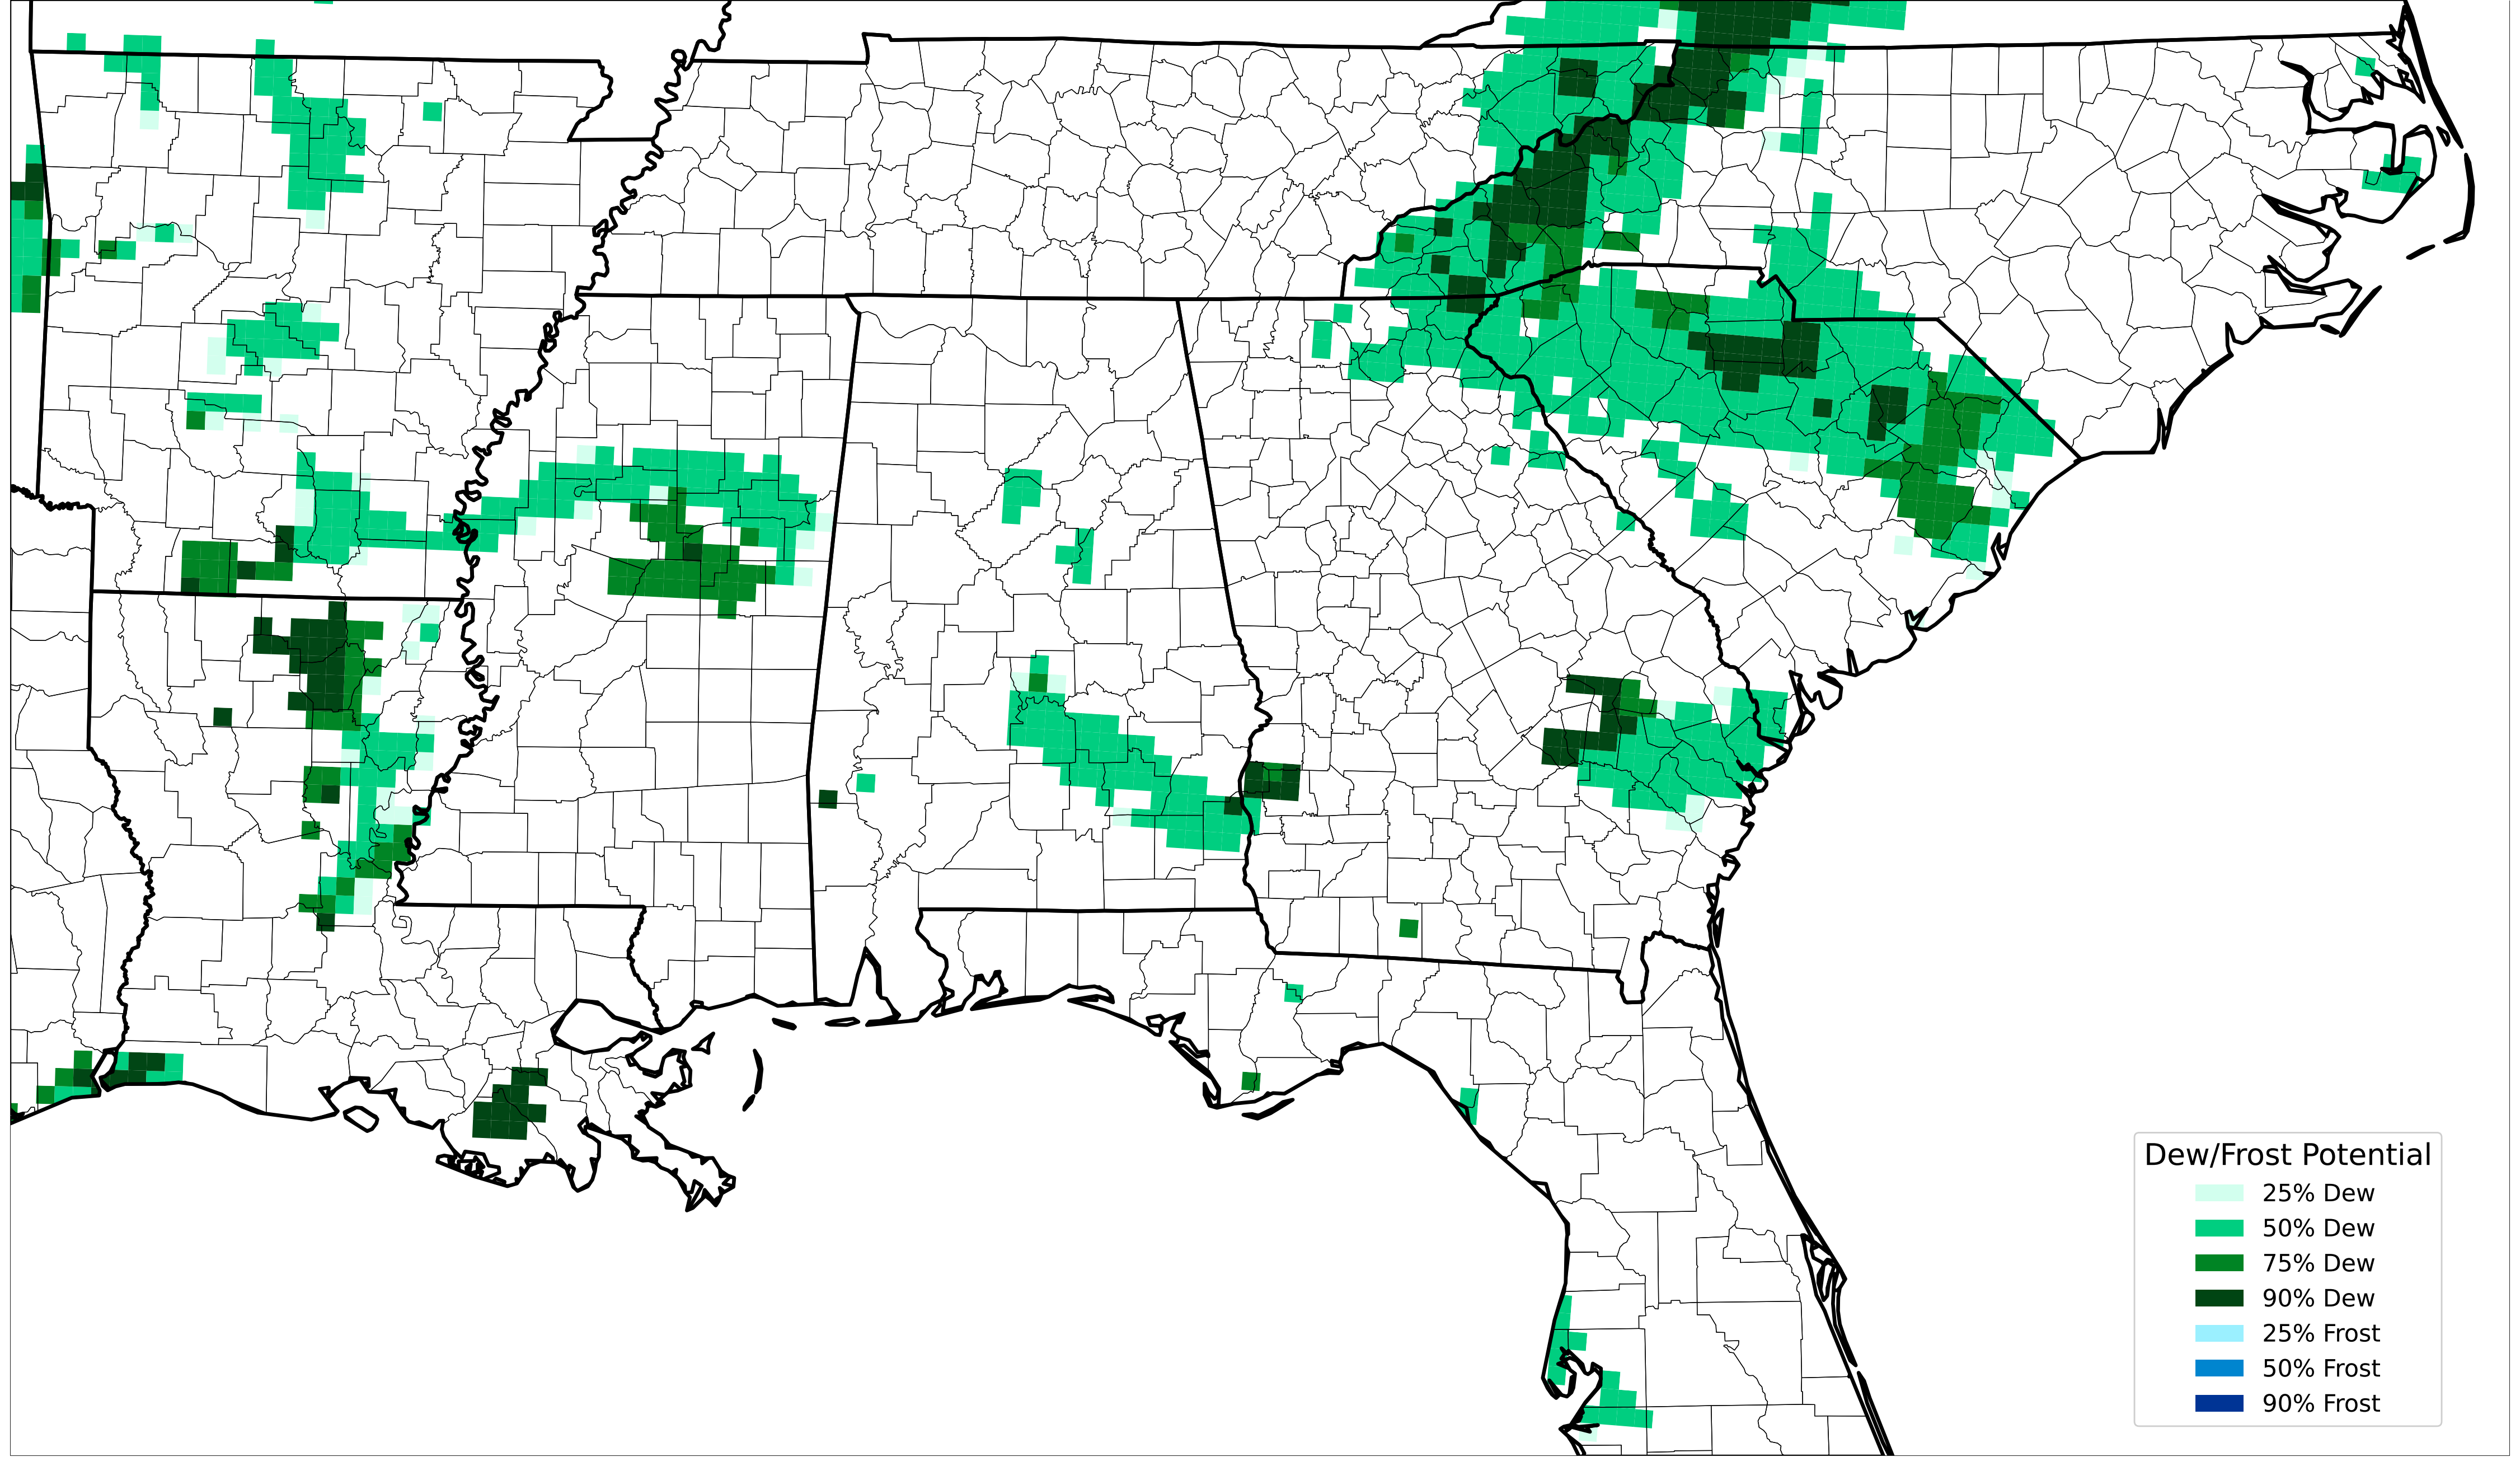 Dew/Frost Potential
25% Dew
50% Dew
75% Dew
90% Dew
25% Frost
50% Frost
90% Frost